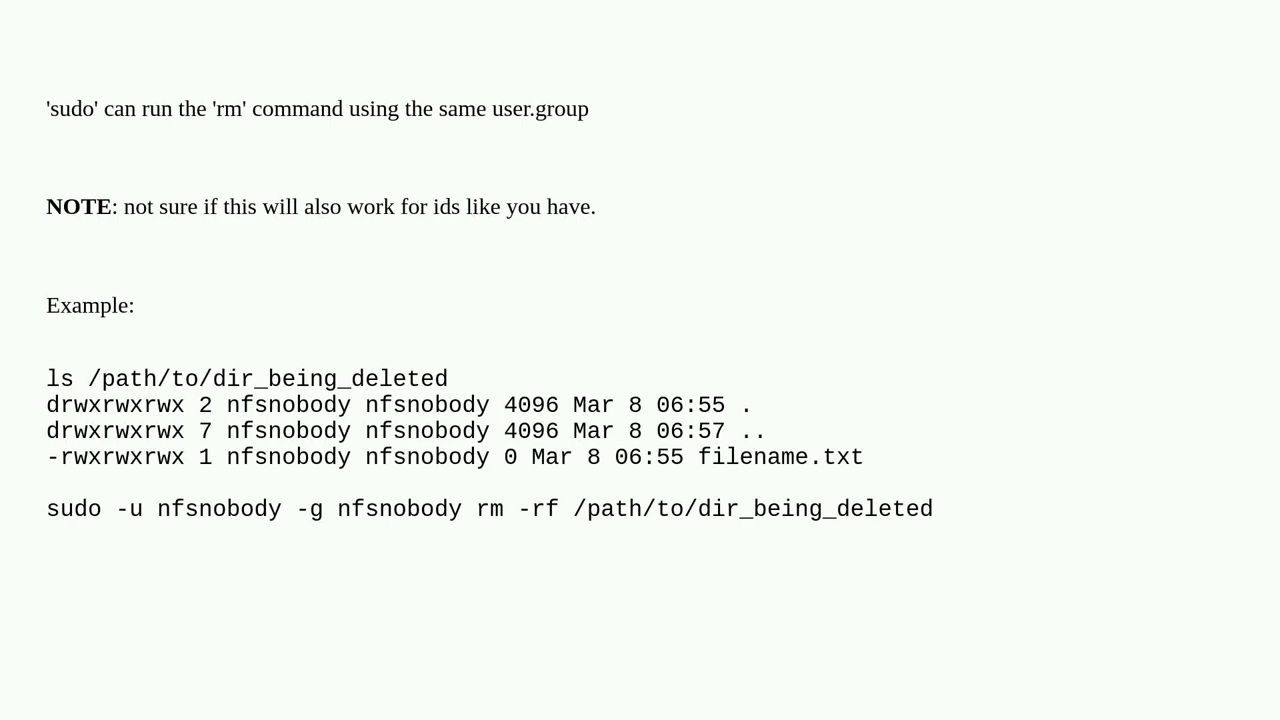 'sudo' can run the 'rm' command using the same user.group
NOTE: not sure if this will also work for ids like you have.
Example:
ls /path/to/dir_being_deleted
drwxrwxrwx 2 nfsnobody nfsnobody 4096 Mar 8 06:55 .
drwxrwxrwx 7 nfsnobody nfsnobody 4096 Mar 8 06:57 ..
-rwxrwxrwx 1 nfsnobody nfsnobody 0 Mar 8 06:55 filename.txt
sudo -u nfsnobody -g nfsnobody rm -rf /path/to/dir_being_deleted